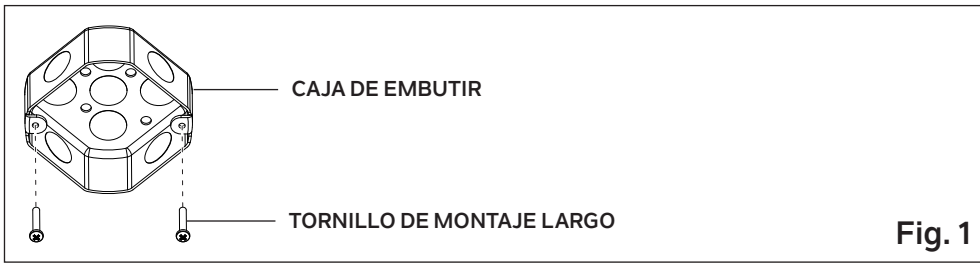 CAJA DE EMBUTIR
TORNILLO DE MONTAJE LARGO
Fig. 1